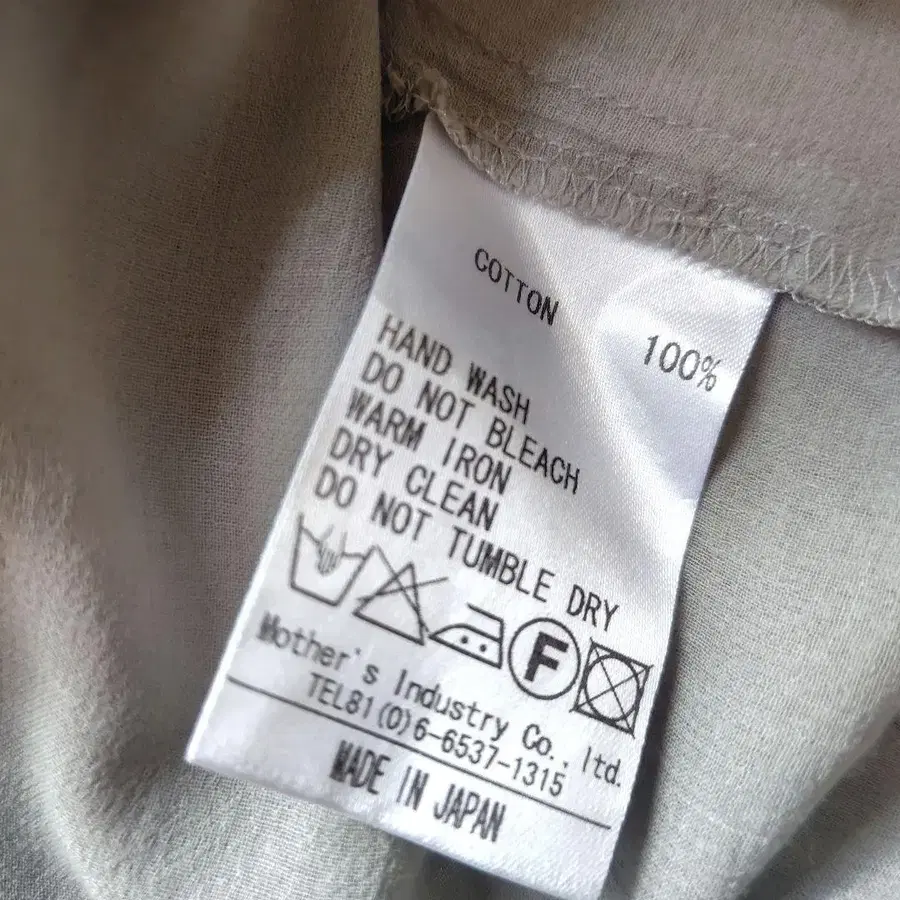 COTTON 100%
HAND WASH
DO NOT BLEACH
WARM IRON
DRY CLEAN
DO NOT TUMBLE DRY
F
Mother's Industry Co., ltd.
TEL81(0)6-6537-1315
MADE IN JAPAN